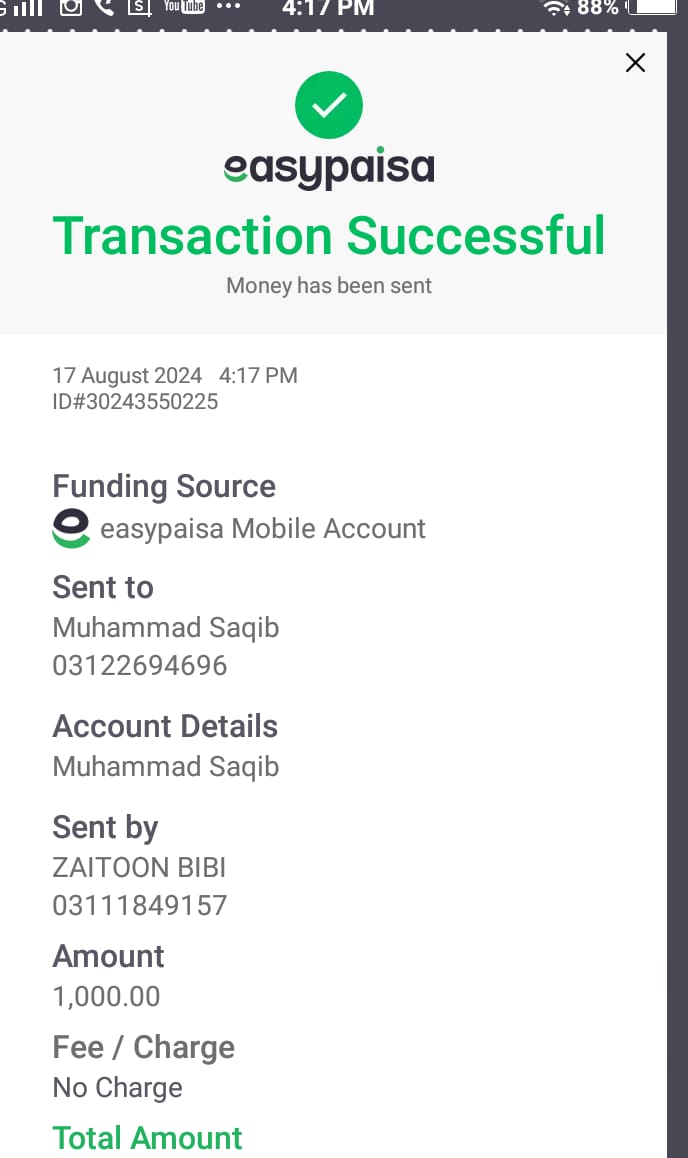 S
YouTube
•••
4:17 PM
88%
easypaisa
Transaction Successful
Money has been sent
17 August 2024 4:17 PM
ID#30243550225
Funding Source
easypaisa Mobile Account
Sent to
Muhammad Saqib
03122694696
Account Details
Muhammad Saqib
Sent by
ZAITOON BIBI
03111849157
Amount
1,000.00
Fee / Charge
No Charge
Total Amount